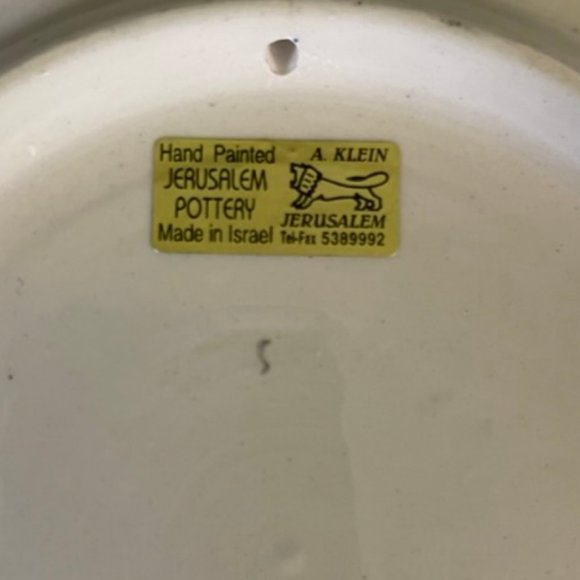 Hand Painted
JERUSALEM
POTTERY
Made in Israel
A. KLEIN
JERUSALEM
Tel-Fax 5389992